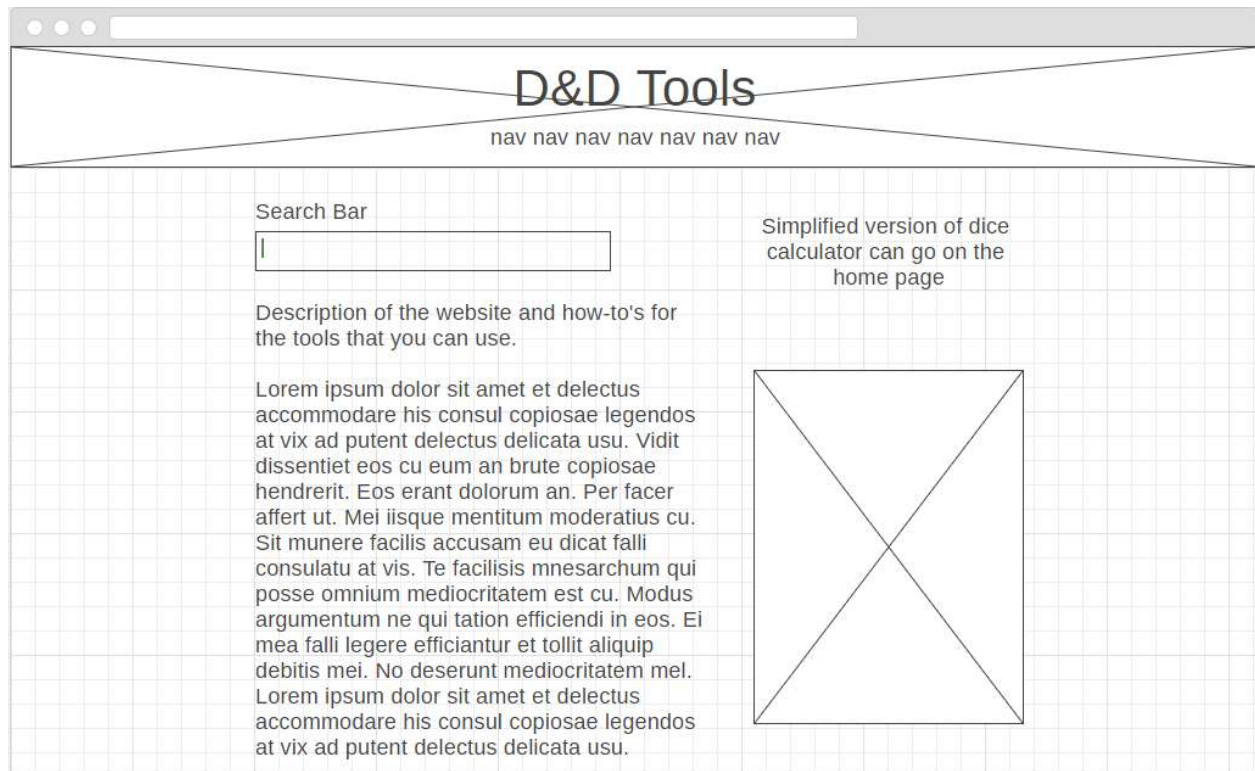 D&D Tools
nav nav nav nav nav nav nav
Search Bar
Description of the website and how-to's for
the tools that you can use.
Lorem ipsum dolor sit amet et delectus
accommodare his consul copiosae legendos
at vix ad putent delectus delicata usu. Vidit
dissentiet eos cu eum an brute copiosae
hendrerit. Eos erant dolorum an. Per facer
affert ut. Mei iisque mentitum moderatius cu.
Sit munere facilis accusam eu dicat falli
consulatu at vis. Te facilisis mnesarchum qui
posse omnium mediocritatem est cu. Modus
argumentum ne qui tation efficiendi in eos. Ei
mea falli legere efficiantur et tollit aliquip
debitis mei. No deserunt mediocritatem mel.
Lorem ipsum dolor sit amet et delectus
accommodare his consul copiosae legendos
at vix ad putent delectus delicata usu.
Simplified version of dice
calculator can go on the
home page